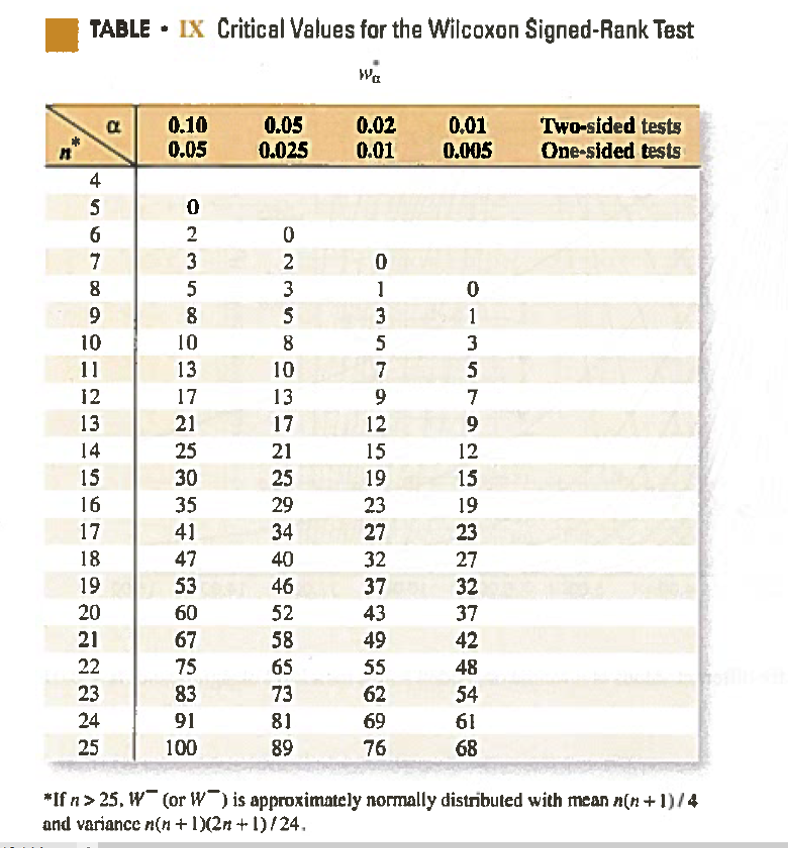 TABLE • IX Critical Values for the Wilcoxon Signed-Rank Test
w*α
α 0.10 0.05 0.02 0.01 Two-sided tests
n* 0.05 0.025 0.01 0.005 One-sided tests
4
5 0
6 2 0
7 3 2 0
8 5 3 1 0
9 8 5 3 1
10 10 8 5 3
11 13 10 7 5
12 17 13 9 7
13 21 17 12 9
14 25 21 15 12
15 30 25 19 15
16 35 29 23 19
17 41 34 27 23
18 47 40 32 27
19 53 46 37 32
20 60 52 43 37
21 67 58 49 42
22 75 65 55 48
23 83 73 62 54
24 91 81 69 61
25 100 89 76 68
*If n > 25, W⁻ (or W⁻) is approximately normally distributed with mean n(n + 1) / 4
and variance n(n + 1)(2n + 1) / 24.